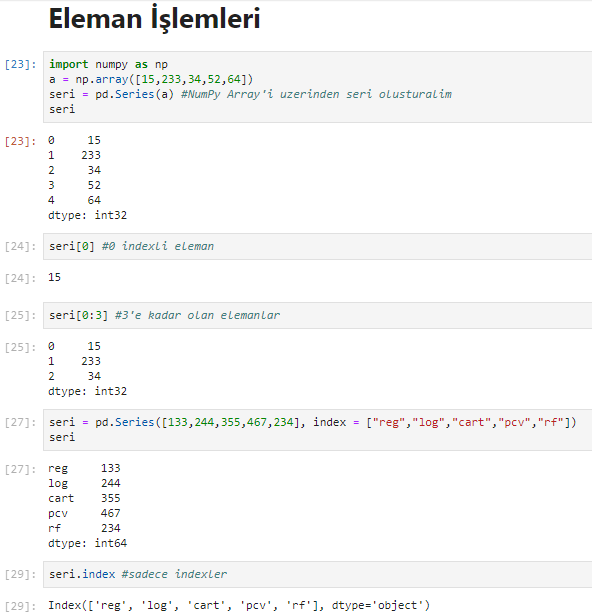 Eleman İşlemleri
[23]: import numpy as np
a = np.array([15,233,34,52,64])
seri = pd.Series(a) #NumPy Array'i uzerinden seri olusturalim
seri
[23]: 0     15
1    233
2     34
3     52
4     64
dtype: int32
[24]: seri[0] #0 indexli eleman
[24]: 15
[25]: seri[0:3] #3'e kadar olan elemanlar
[25]: 0     15
1    233
2     34
dtype: int32
[27]: seri = pd.Series([133,244,355,467,234], index = ["reg","log","cart","pcv","rf"])
seri
[27]: reg     133
log     244
cart    355
pcv     467
rf      234
dtype: int64
[29]: seri.index #sadece indexler
[29]: Index(['reg', 'log', 'cart', 'pcv', 'rf'], dtype='object')